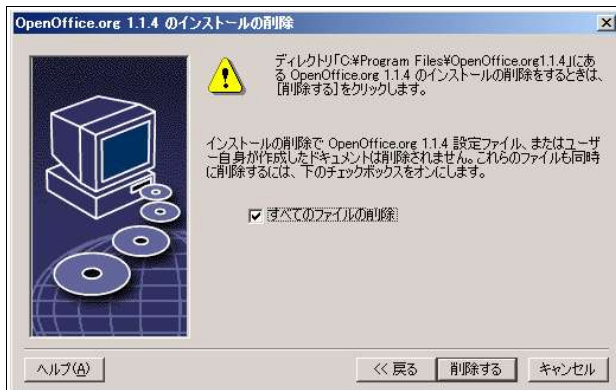 OpenOffice.org 1.1.4 のインストールの削除
ディレクトリ「C:¥Program Files¥OpenOffice.org1.1.4」にあ
る OpenOffice.org 1.1.4 のインストールの削除をするときは、
[削除する]をクリックします。
インストールの削除で OpenOffice.org 1.1.4 設定ファイル、またはユーザ
ー自身が作成したドキュメントは削除されません。これらのファイルも同時
に削除するには、下のチェックボックスをオンにします。
すべてのファイルの削除
ヘルプ(A)
<< 戻る
削除する
キャンセル